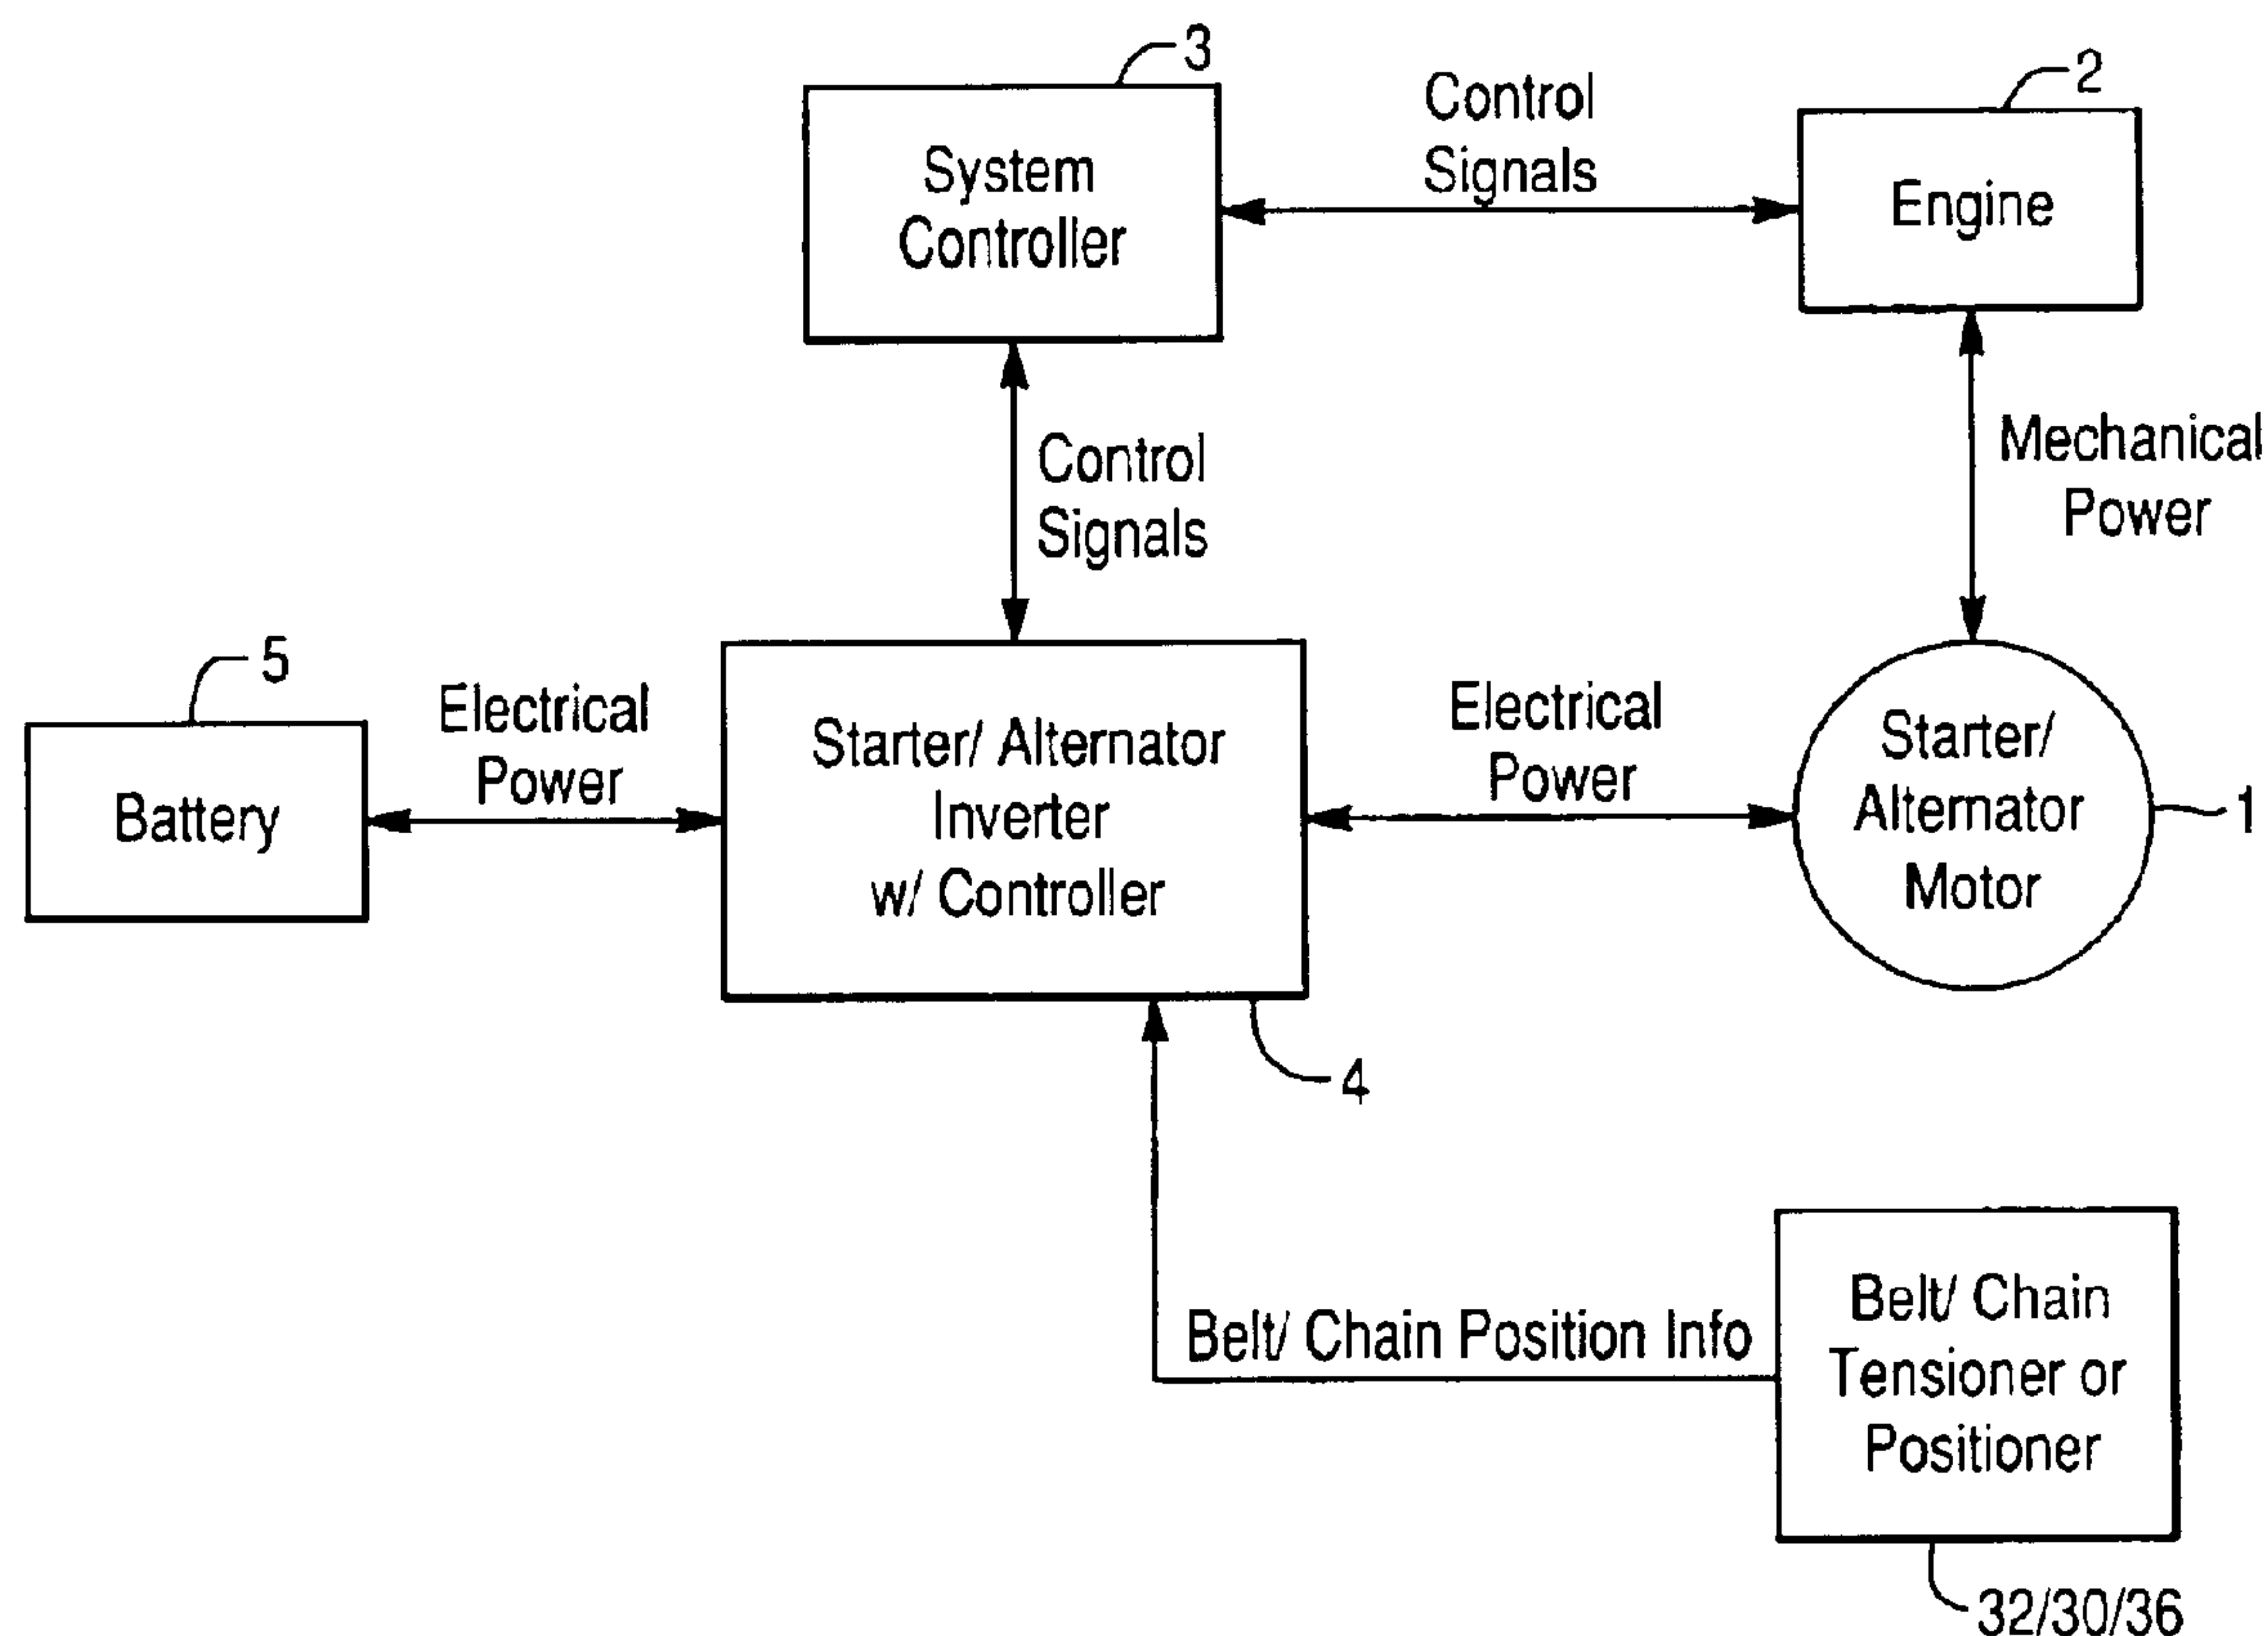 3
System
Controller
Control
Signals
2
Engine
Control
Signals
Mechanical
Power
5
Battery
Electrical
Power
Starter/ Alternator
Inverter
w/ Controller
4
Electrical
Power
Starter/
Alternator
Motor
1
Belt/ Chain Position Info
Belt/ Chain
Tensioner or
Positioner
32/30/36